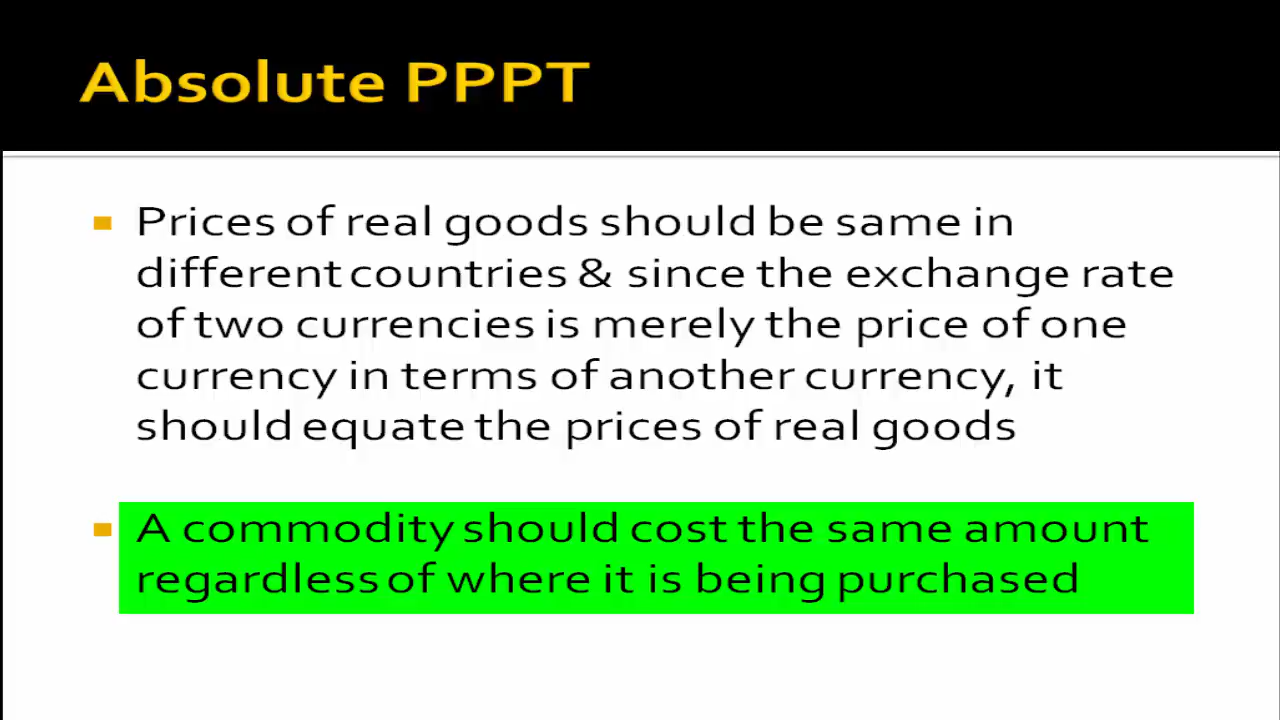 Absolute PPPT
Prices of real goods should be same in
different countries & since the exchange rate
of two currencies is merely the price of one
currency in terms of another currency, it
should equate the prices of real goods
A commodity should cost the same amount
regardless of where it is being purchased